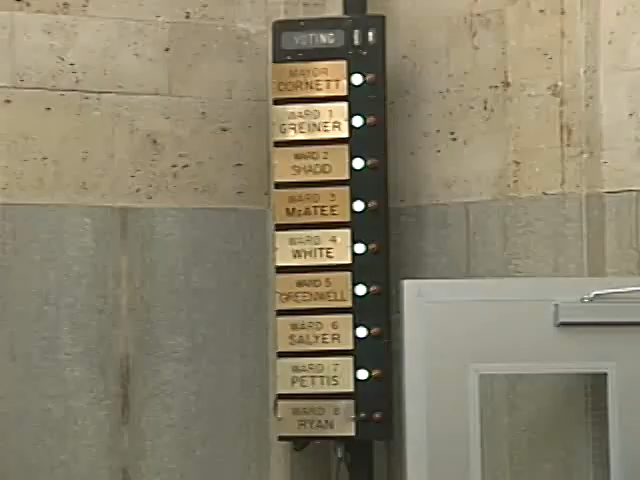 VOTING
MAYOR
CORNETT
WARD 1
GREINER
WARD 2
SHADID
WARD 3
McATEE
WARD 4
WHITE
WARD 5
GREENWELL
WARD 6
SALYER
WARD 7
PETTIS
WARD 8
RYAN